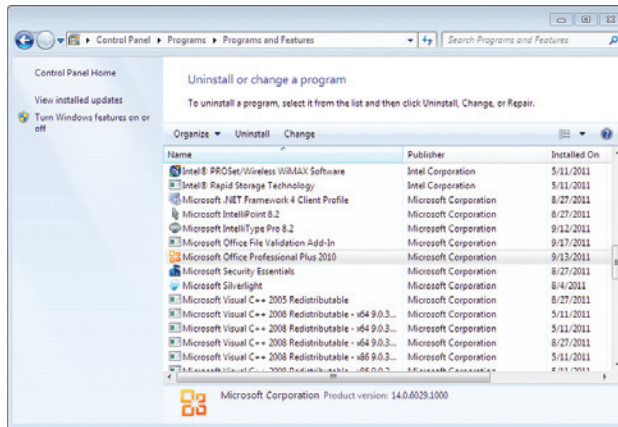 Control Panel Programs Programs and Features Search Programs and Features
Control Panel Home
View installed updates
Turn Windows features on or
off
Uninstall or change a program
To uninstall a program, select it from the list and then click Uninstall, Change, or Repair.
Organize Uninstall Change
Name Publisher Installed On
Intel® PROSet/Wireless WiMAX Software Intel Corporation 5/11/2011
Intel® Rapid Storage Technology Intel Corporation 5/11/2011
Microsoft .NET Framework 4 Client Profile Microsoft Corporation 8/27/2011
Microsoft IntelliPoint 8.2 Microsoft Corporation 8/27/2011
Microsoft IntelliType Pro 8.2 Microsoft Corporation 9/12/2011
Microsoft Office File Validation Add-In Microsoft Corporation 9/17/2011
Microsoft Office Professional Plus 2010 Microsoft Corporation 9/13/2011
Microsoft Security Essentials Microsoft Corporation 8/27/2011
Microsoft Silverlight Microsoft Corporation 8/4/2011
Microsoft Visual C++ 2005 Redistributable Microsoft Corporation 8/27/2011
Microsoft Visual C++ 2008 Redistributable - x64 9.0.3... Microsoft Corporation 5/11/2011
Microsoft Visual C++ 2008 Redistributable - x64 9.0.3... Microsoft Corporation 5/11/2011
Microsoft Visual C++ 2008 Redistributable - x64 9.0.3... Microsoft Corporation 8/27/2011
Microsoft Visual C++ 2008 Redistributable - x86 9.0.3... Microsoft Corporation 5/11/2011
Microsoft Visual C++ 2008 Redistributable Microsoft Corporation 5/11/2011
Microsoft Corporation Product version: 14.0.6029.1000